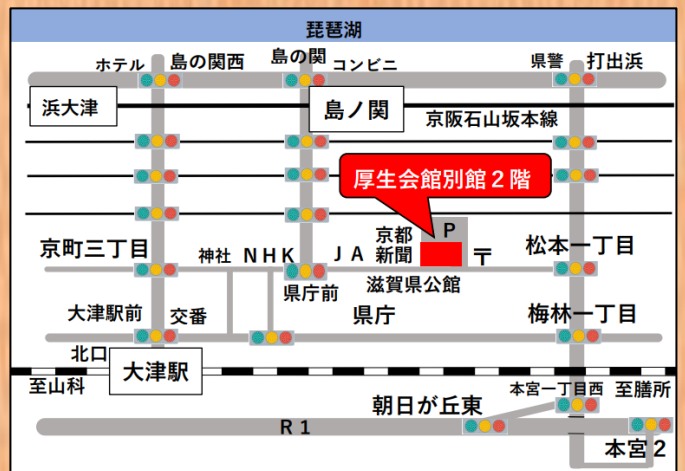 琵琶湖
ホテル
島の関西
島の関
コンビニ
県警
打出浜
浜大津
島ノ関
京阪石山坂本線
厚生会館別館2階
京町三丁目
神社
NHK
JA
京都
新聞
P
〒
松本一丁目
滋賀県公館
県庁前
大津駅前
交番
県庁
梅林一丁目
北口
大津駅
至山科
本宮一丁目西
至膳所
朝日が丘東
R1
本宮2